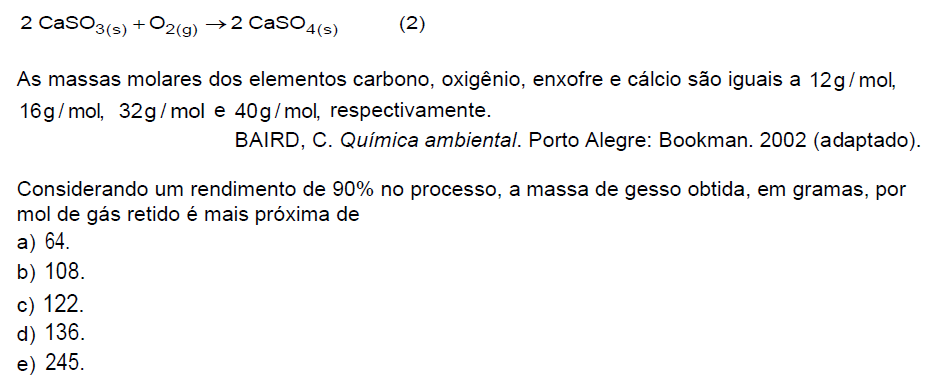 2 CaSO3(s) + O2(g) → 2 CaSO4(s) (2)
As massas molares dos elementos carbono, oxigênio, enxofre e cálcio são iguais a 12 g / mol,
16 g / mol, 32 g / mol e 40 g / mol, respectivamente.
BAIRD, C. Química ambiental. Porto Alegre: Bookman. 2002 (adaptado).
Considerando um rendimento de 90% no processo, a massa de gesso obtida, em gramas, por
mol de gás retido é mais próxima de
a) 64.
b) 108.
c) 122.
d) 136.
e) 245.